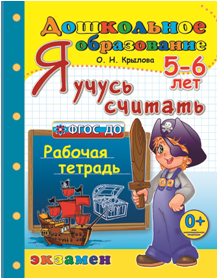 Дошкольное
образование
О. Н. Крылова
Я учусь
считать
5–6
лет
ФГОС ДО
Рабочая
тетрадь
0+
экзамен